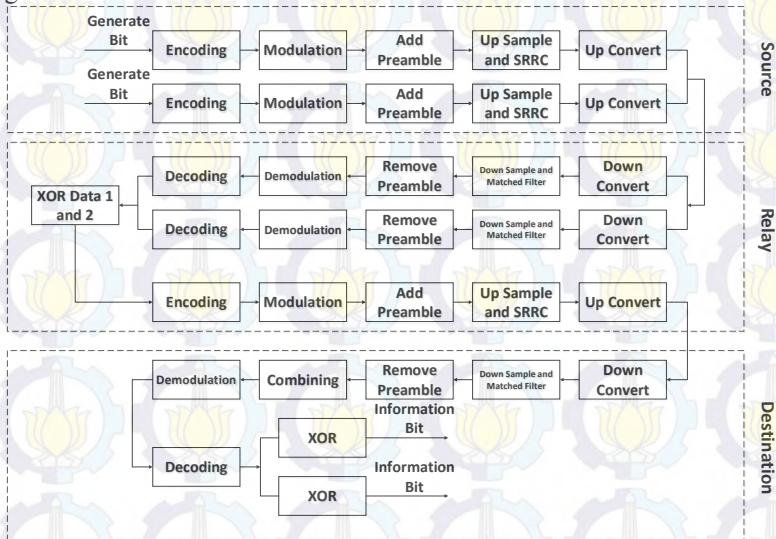 Generate
Bit
Encoding
Modulation
Add
Preamble
Up Sample
and SRRC
Up Convert
Generate
Bit
Encoding
Modulation
Add
Preamble
Up Sample
and SRRC
Up Convert
Source
Decoding
Demodulation
Remove
Preamble
Down Sample and
Matched Filter
Down
Convert
XOR Data 1
and 2
Decoding
Demodulation
Remove
Preamble
Down Sample and
Matched Filter
Down
Convert
Relay
Encoding
Modulation
Add
Preamble
Up Sample
and SRRC
Up Convert
Demodulation
Combining
Remove
Preamble
Down Sample and
Matched Filter
Down
Convert
Decoding
XOR
Information
Bit
XOR
Information
Bit
Destination